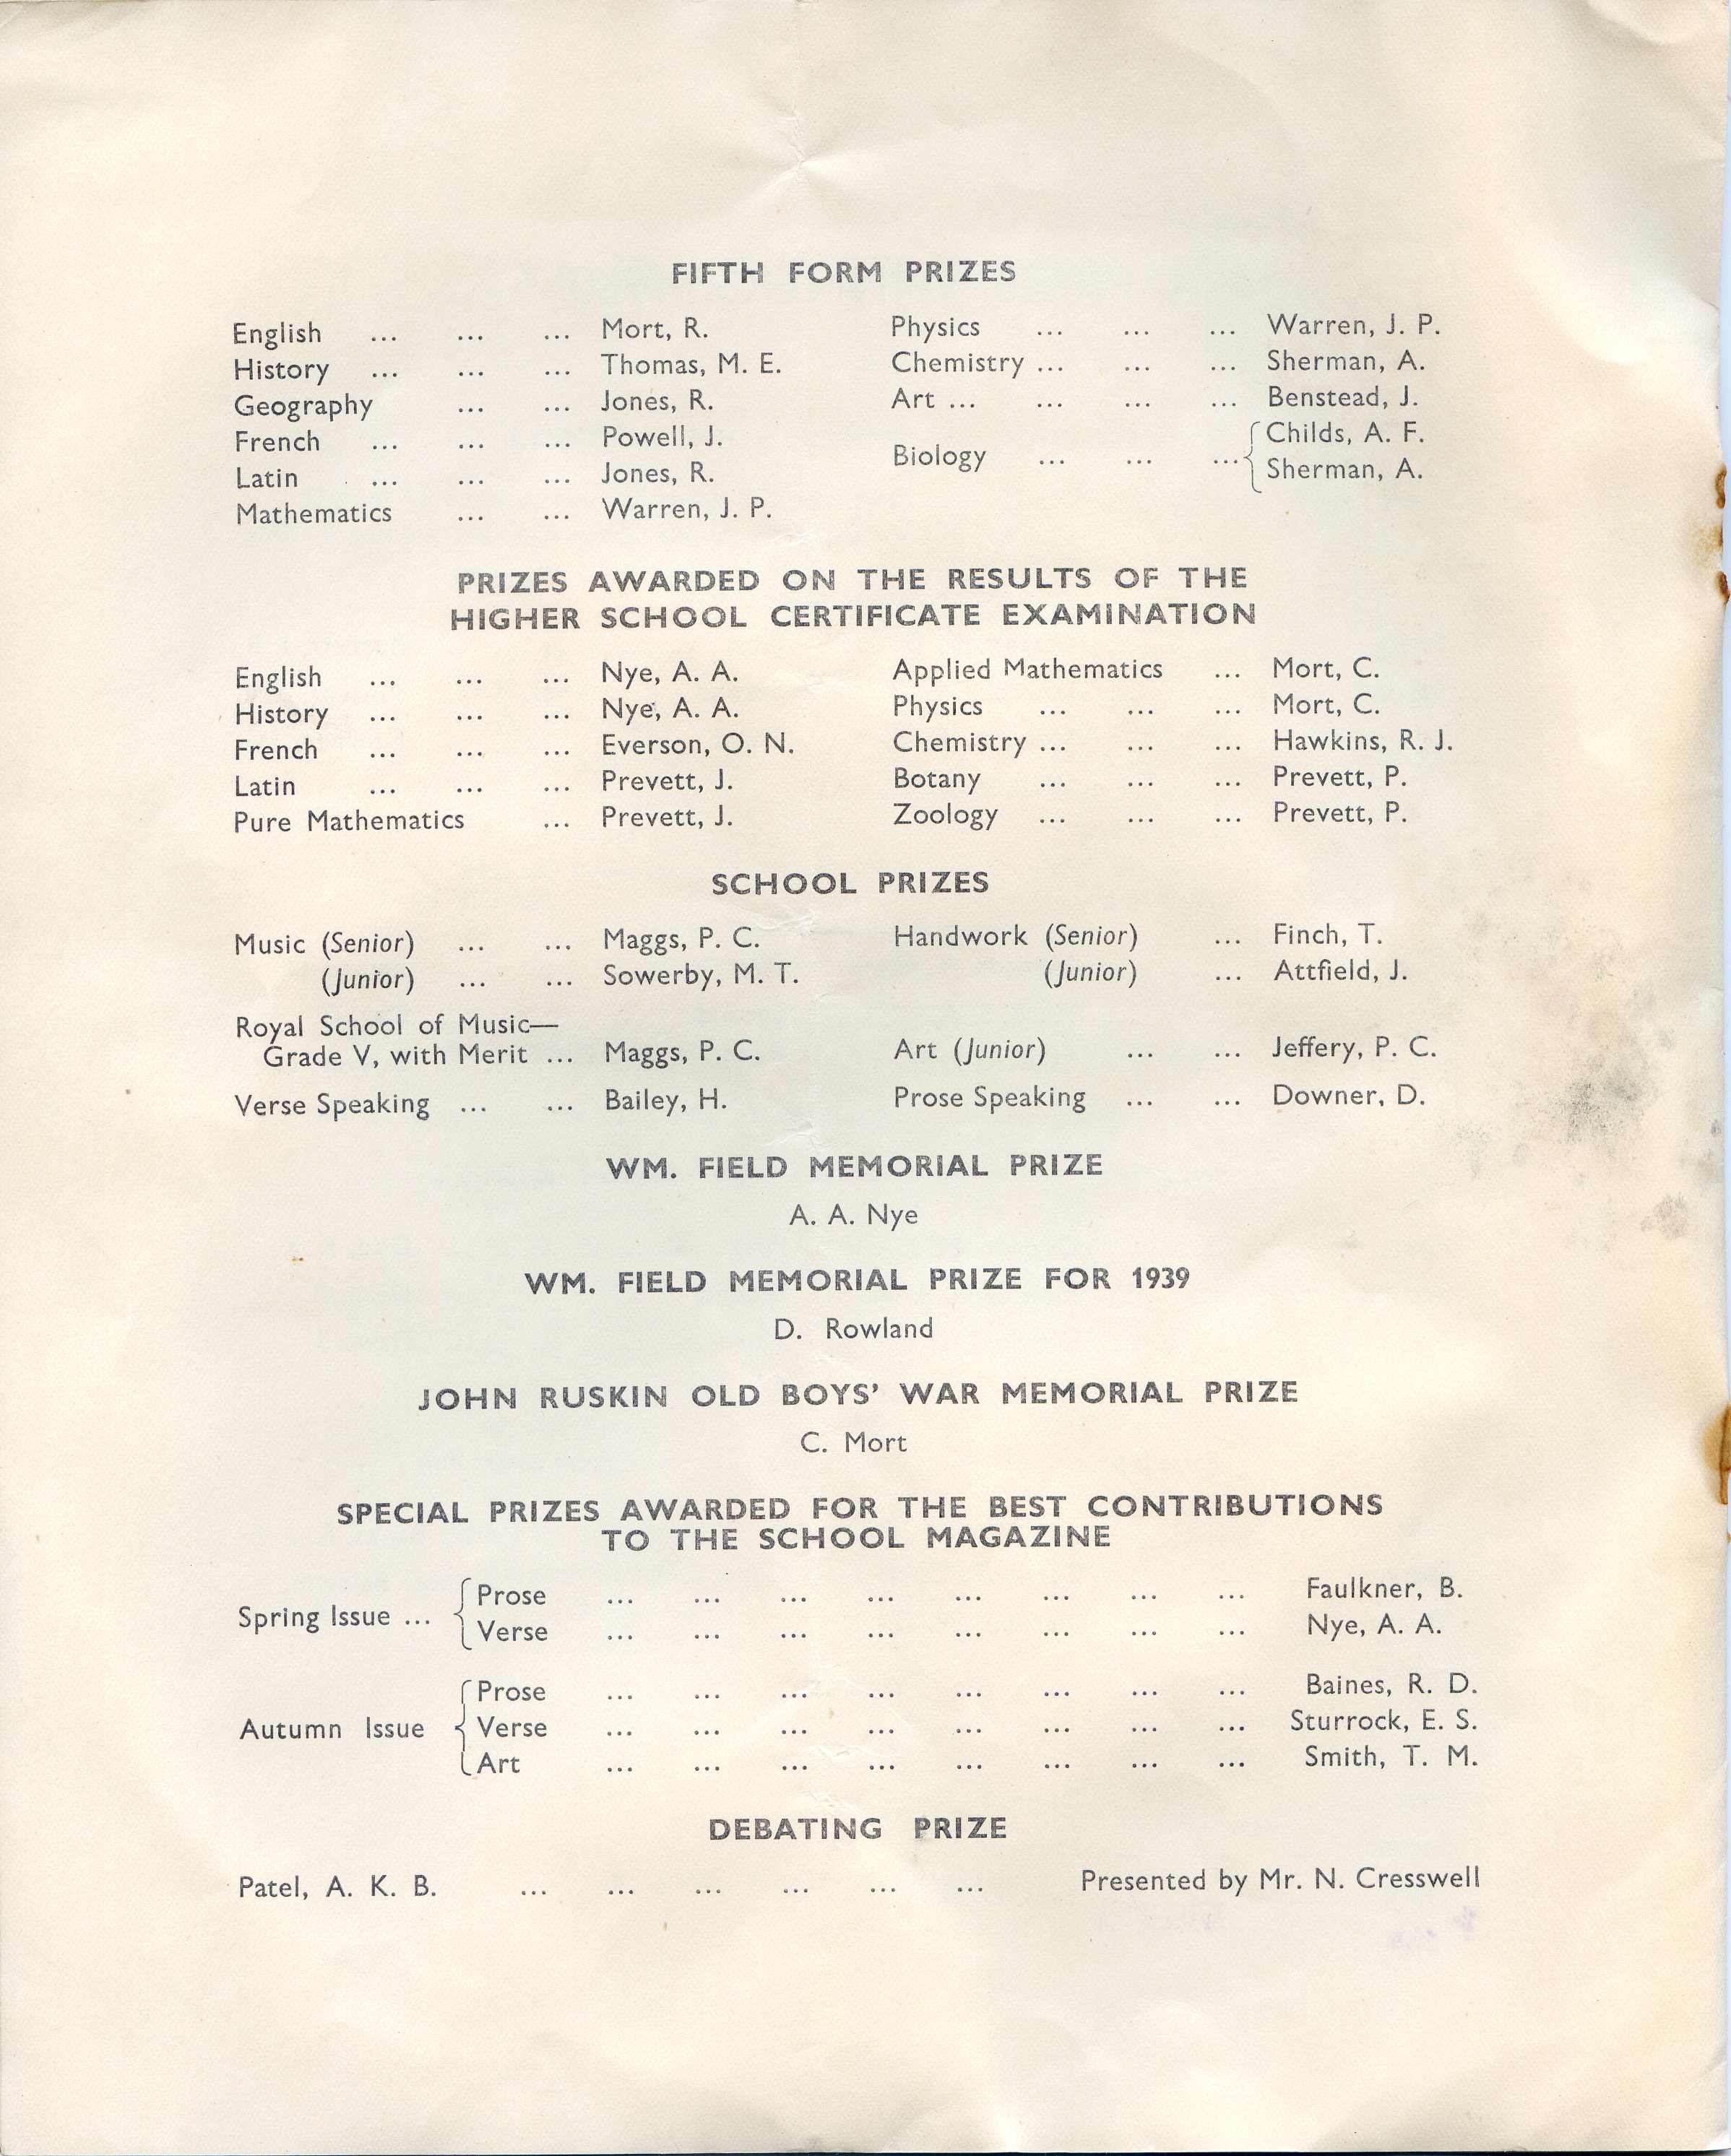 FIFTH FORM PRIZES
English ... ... ... Mort, R. Physics ... ... ... Warren, J. P.
History ... ... ... Thomas, M. E. Chemistry ... ... ... Sherman, A.
Geography ... ... Jones, R. Art ... ... ... ... Benstead, J.
French ... ... ... Powell, J. Biology ... ... ... { Childs, A. F.
Latin ... ... ... Jones, R. Sherman, A.
Mathematics ... ... Warren, J. P.
PRIZES AWARDED ON THE RESULTS OF THE
HIGHER SCHOOL CERTIFICATE EXAMINATION
English ... ... ... Nye, A. A. Applied Mathematics ... Mort, C.
History ... ... ... Nye, A. A. Physics ... ... ... Mort, C.
French ... ... ... Everson, O. N. Chemistry ... ... ... Hawkins, R. J.
Latin ... ... ... Prevett, J. Botany ... ... ... Prevett, P.
Pure Mathematics ... Prevett, J. Zoology ... ... ... Prevett, P.
SCHOOL PRIZES
Music (Senior) ... ... Maggs, P. C. Handwork (Senior) ... Finch, T.
(Junior) ... ... Sowerby, M. T. (Junior) ... Attfield, J.
Royal School of Music—
Grade V, with Merit ... Maggs, P. C. Art (Junior) ... ... Jeffery, P. C.
Verse Speaking ... ... Bailey, H. Prose Speaking ... ... Downer, D.
WM. FIELD MEMORIAL PRIZE
A. A. Nye
WM. FIELD MEMORIAL PRIZE FOR 1939
D. Rowland
JOHN RUSKIN OLD BOYS' WAR MEMORIAL PRIZE
C. Mort
SPECIAL PRIZES AWARDED FOR THE BEST CONTRIBUTIONS
TO THE SCHOOL MAGAZINE
Spring Issue ... { Prose ... ... ... ... ... ... ... ... Faulkner, B.
Verse ... ... ... ... ... ... ... ... Nye, A. A.
Prose ... ... ... ... ... ... ... ... Baines, R. D.
Autumn Issue { Verse ... ... ... ... ... ... ... ... Sturrock, E. S.
Art ... ... ... ... ... ... ... ... Smith, T. M.
DEBATING PRIZE
Patel, A. K. B. ... ... ... ... ... ... Presented by Mr. N. Cresswell